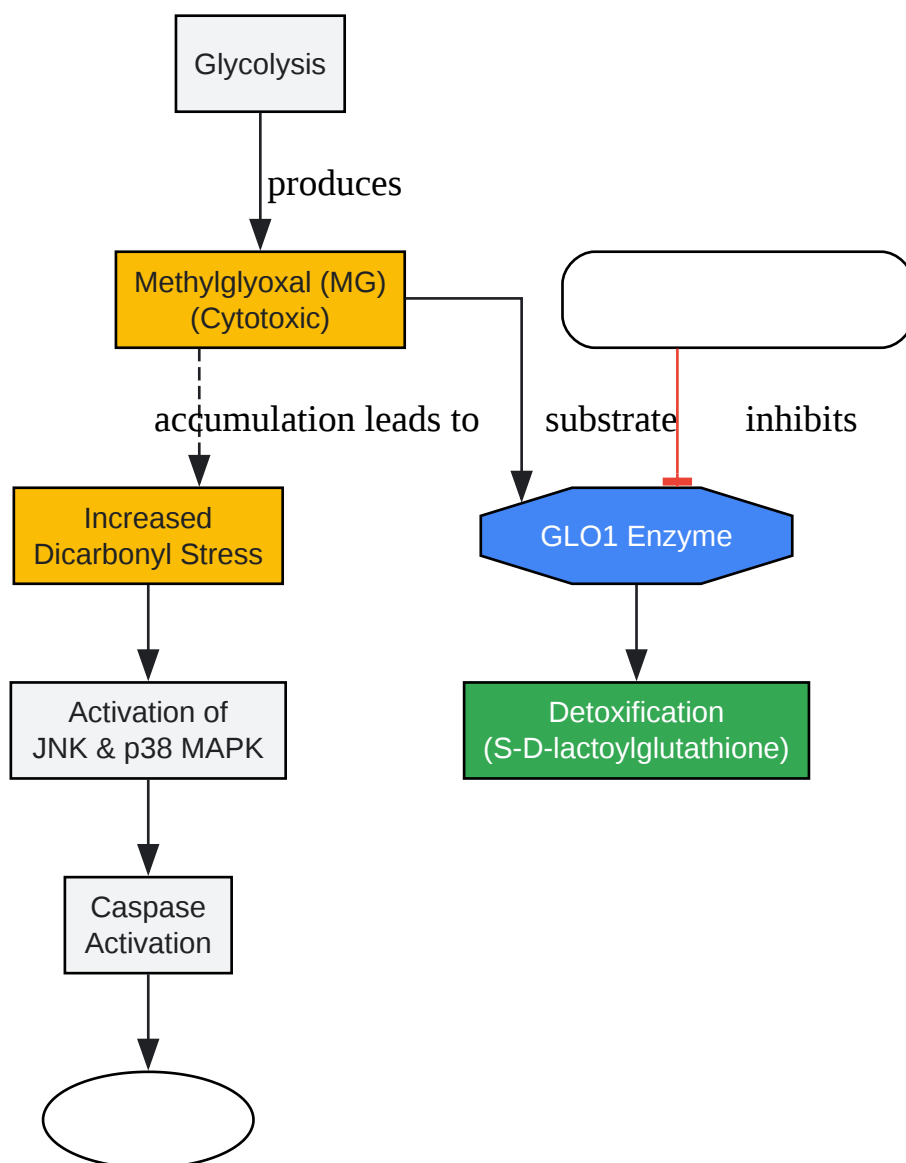 Glycolysis
produces
Methylglyoxal (MG)
(Cytotoxic)
accumulation leads to
substrate
inhibits
Increased
Dicarbonyl Stress
GLO1 Enzyme
Activation of
JNK & p38 MAPK
Detoxification
(S-D-lactoylglutathione)
Caspase
Activation